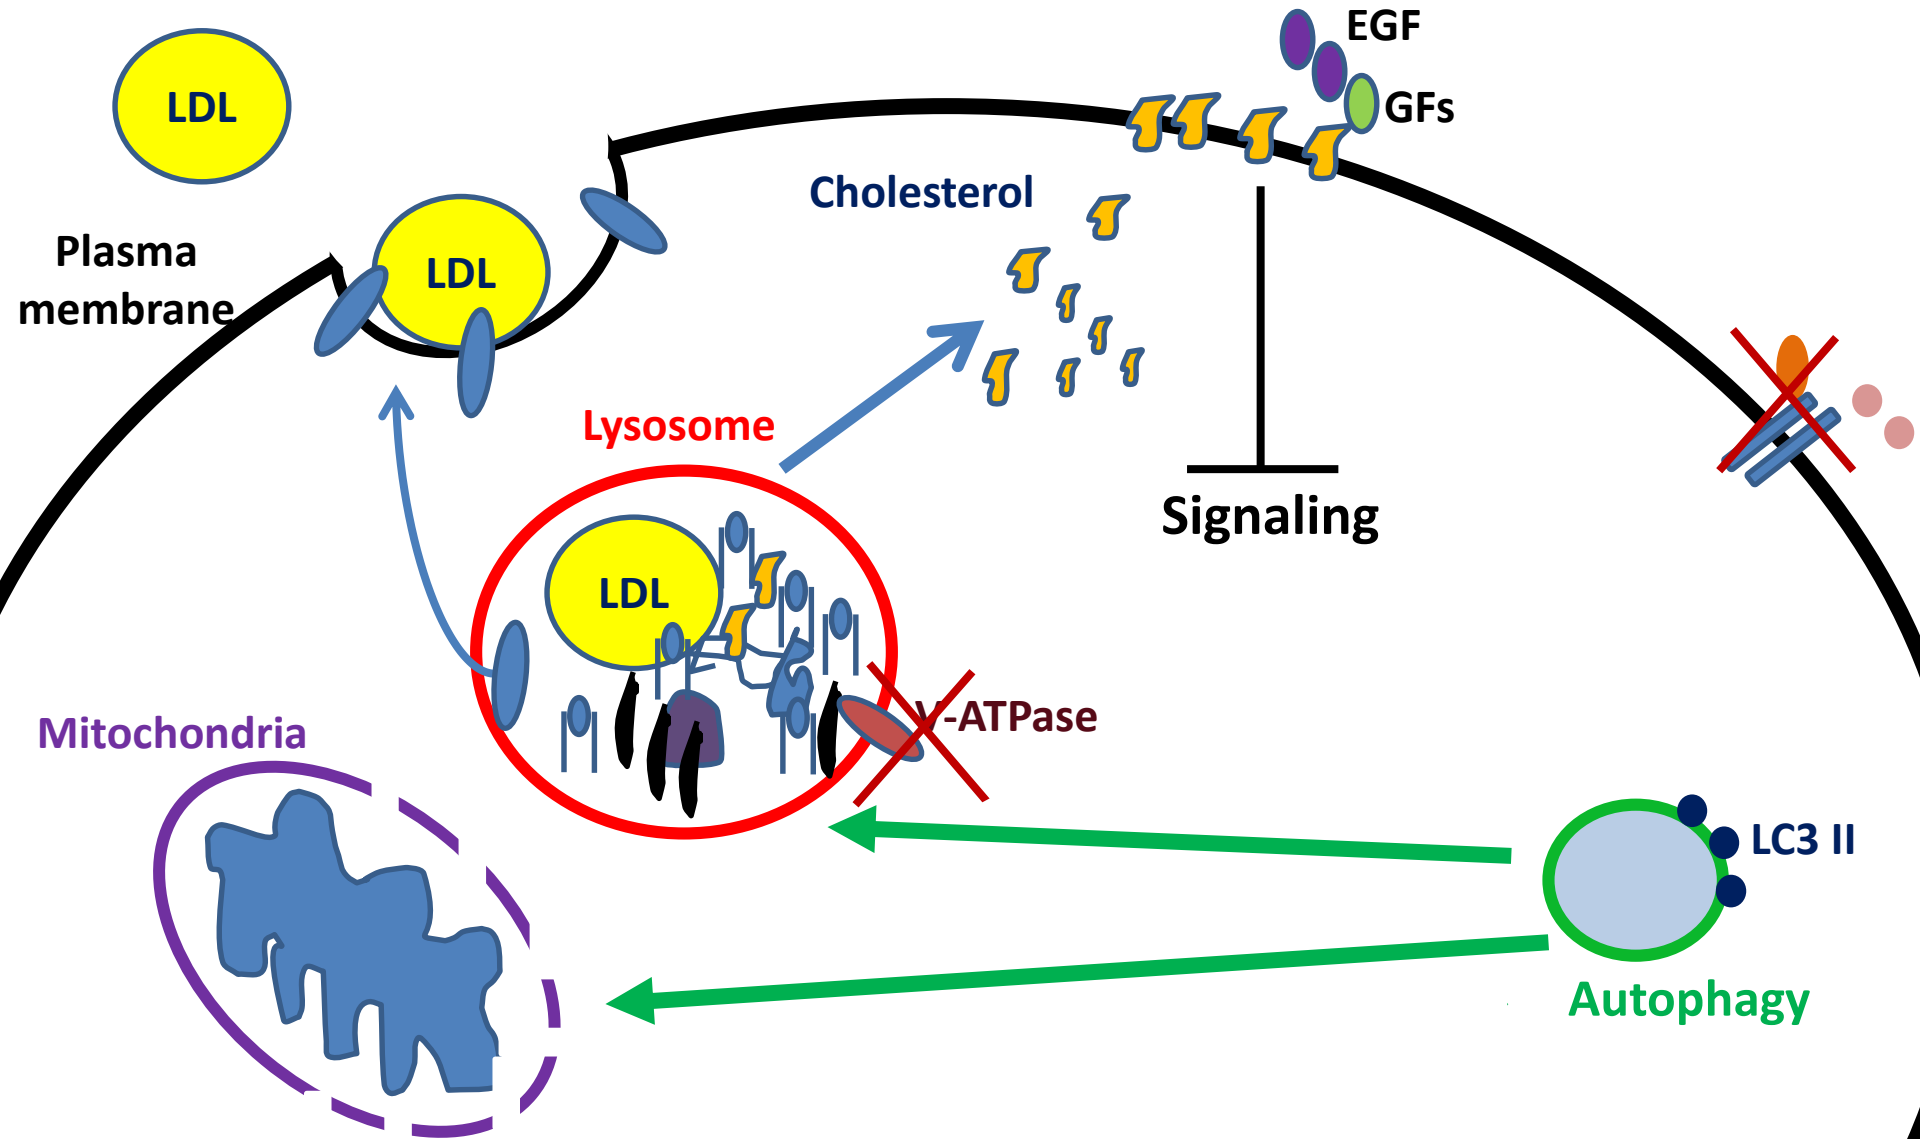 EGF
LDL
GFs
Cholesterol
Plasma
membrane
LDL
Lysosome
Signaling
LDL
V-ATPase
Mitochondria
LC3 II
Autophagy